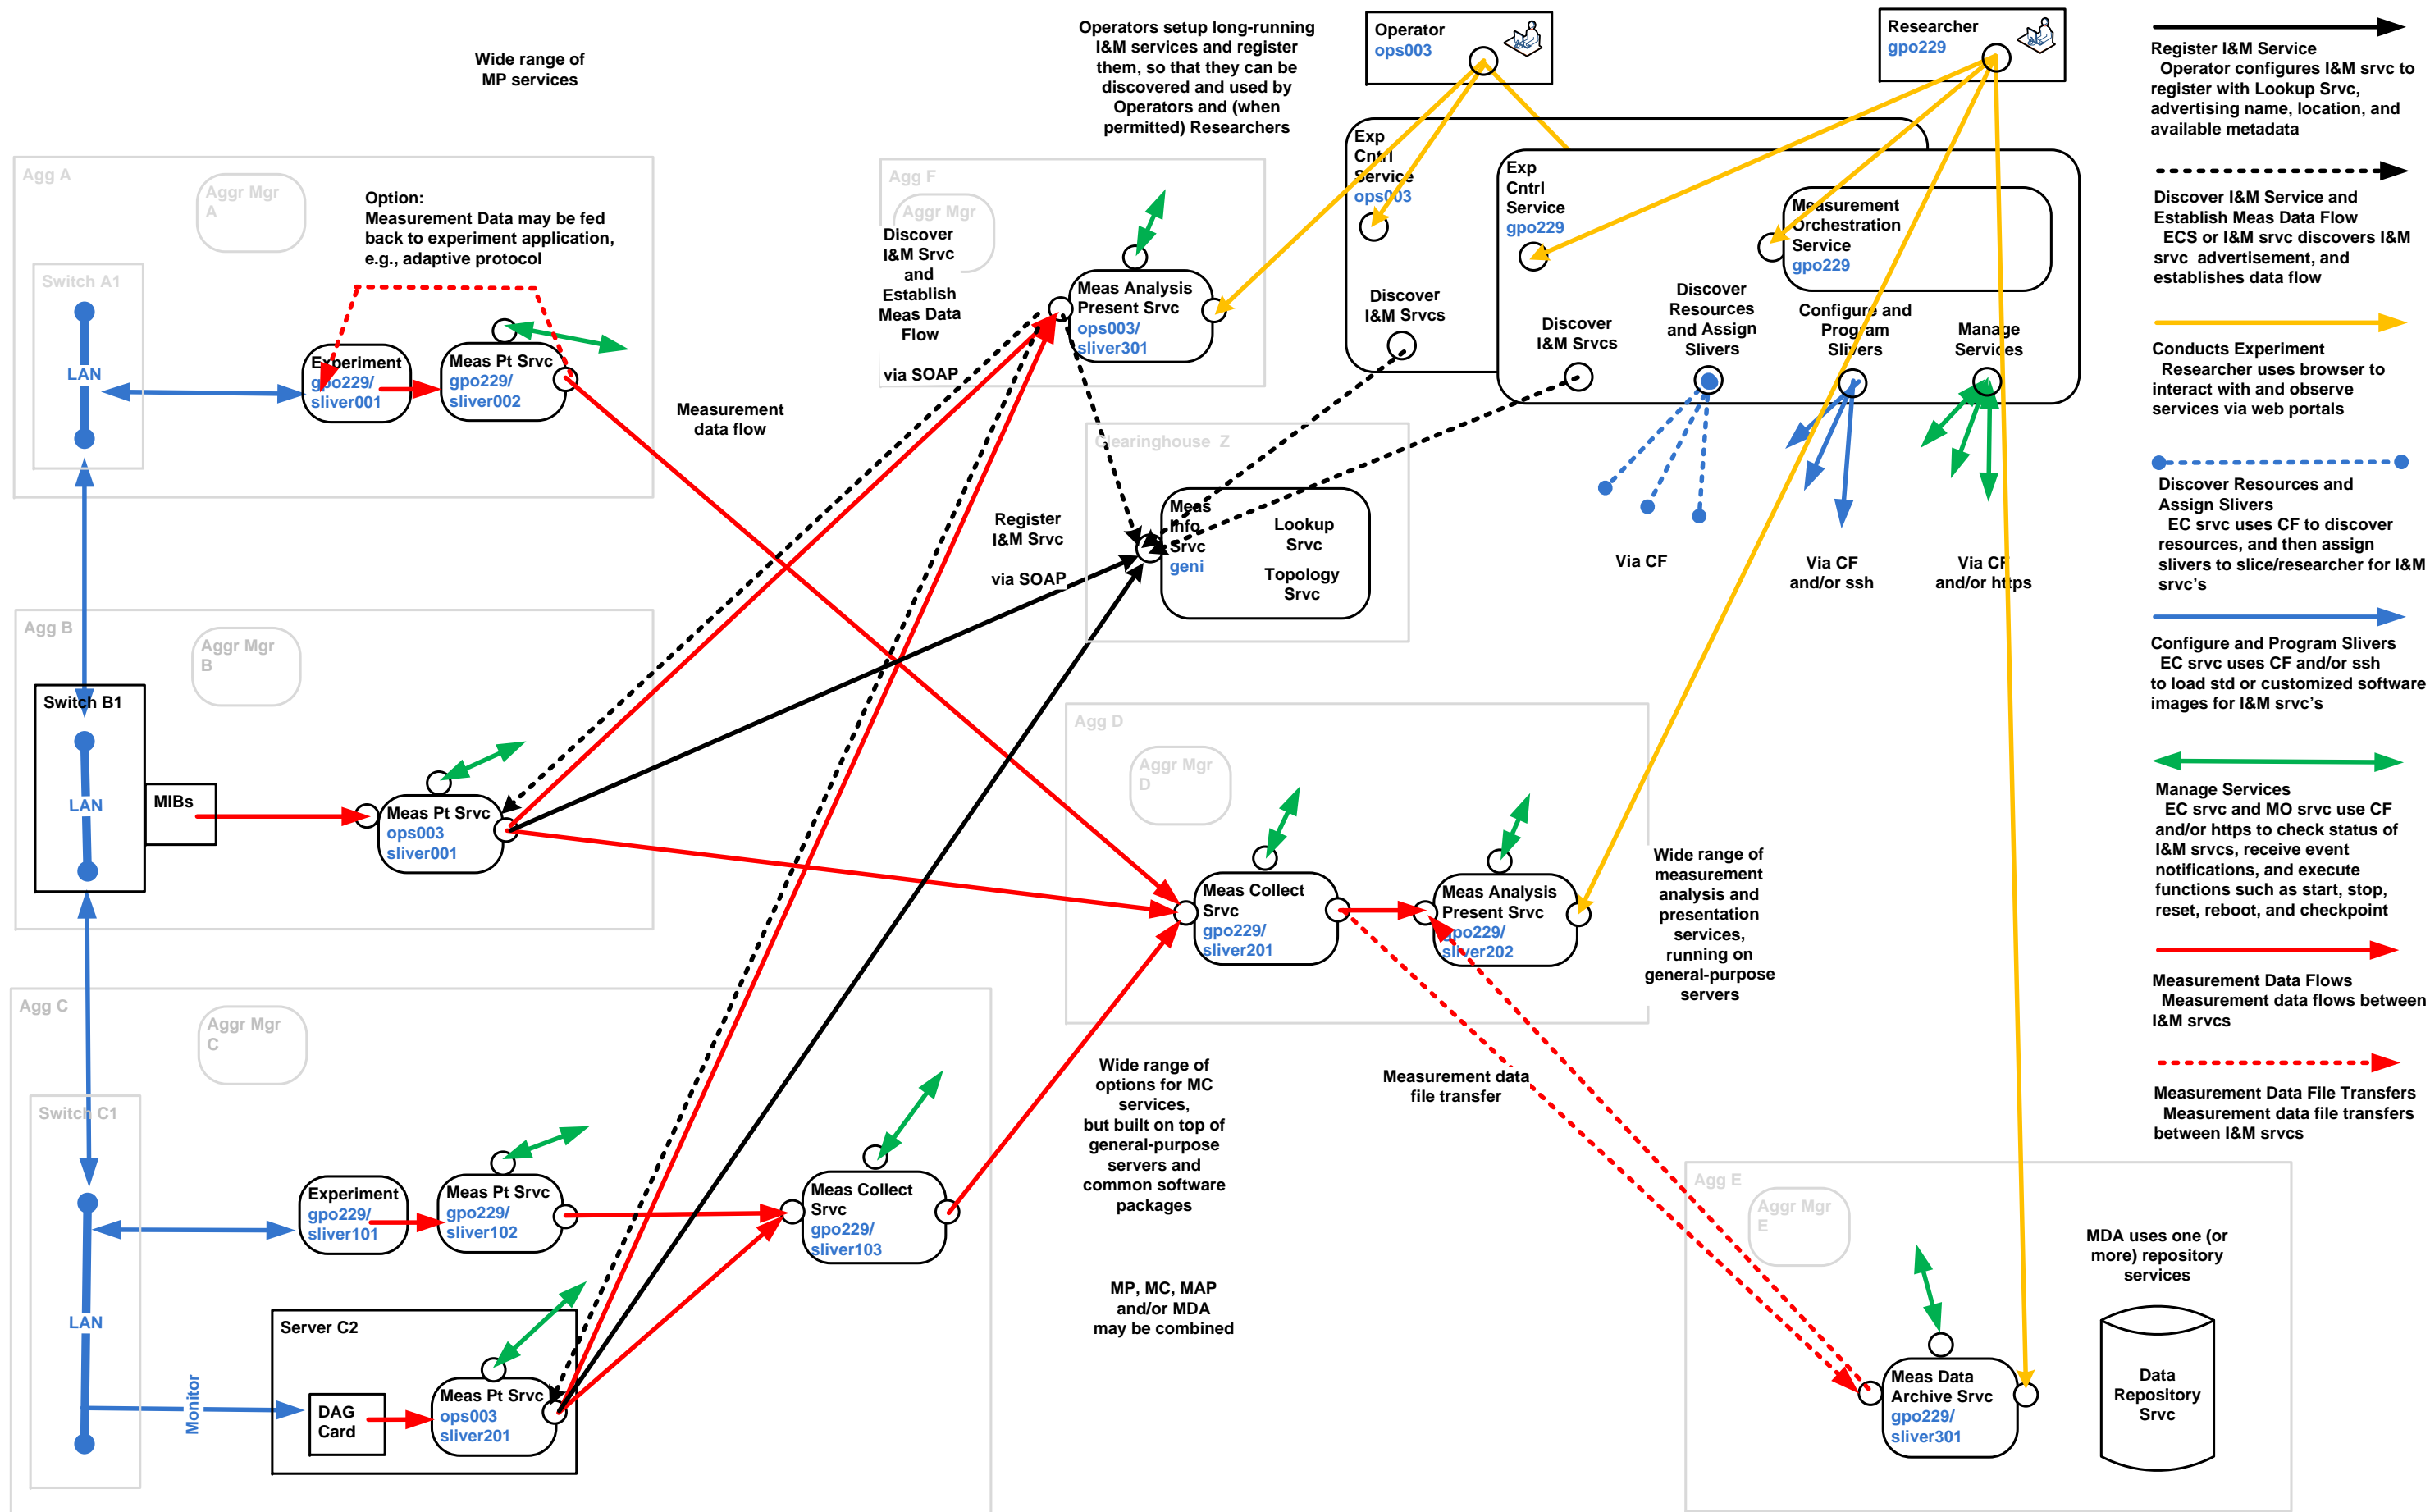 Wide range of
MP services
Operators setup long-running
I&M services and register
them, so that they can be
discovered and used by
Operators and (when
permitted) Researchers
Operator
ops003
Researcher
gpo229
Agg A
Aggr Mgr
A
Option:
Measurement Data may be fed
back to experiment application,
e.g., adaptive protocol
Switch A1
LAN
Experiment
gpo229/
sliver001
Meas Pt Srvc
gpo229/
sliver002
Measurement
data flow
Agg F
Aggr Mgr
Discover
I&M Srvc
and
Establish
Meas Data
Flow
via SOAP
Meas Analysis
Present Srvc
ops003/
sliver301
Exp
Cntrl
Service
ops003
Discover
I&M Srvcs
Exp
Cntrl
Service
gpo229
Measurement
Orchestration
Service
gpo229
Discover
I&M Srvcs
Discover
Resources
and Assign
Slivers
Configure and
Program
Slivers
Manage
Services
Via CF
Via CF
and/or ssh
Via CF
and/or https
Clearinghouse Z
Meas
Info
Srvc
geni
Lookup
Srvc
Topology
Srvc
Register
I&M Srvc
via SOAP
Agg B
Aggr Mgr
B
Switch B1
LAN
MIBs
Meas Pt Srvc
ops003
sliver001
Agg D
Aggr Mgr
D
Meas Collect
Srvc
gpo229/
sliver201
Meas Analysis
Present Srvc
gpo229/
sliver202
Wide range of
measurement
analysis and
presentation
services,
running on
general-purpose
servers
Agg C
Aggr Mgr
C
Switch C1
LAN
Experiment
gpo229/
sliver101
Meas Pt Srvc
gpo229/
sliver102
Meas Collect
Srvc
gpo229/
sliver103
Monitor
Server C2
DAG
Card
Meas Pt Srvc
ops003
sliver201
Wide range of
options for MC
services,
but built on top of
general-purpose
servers and
common software
packages
MP, MC, MAP
and/or MDA
may be combined
Measurement data
file transfer
Agg E
Aggr Mgr
E
Meas Data
Archive Srvc
gpo229/
sliver301
MDA uses one (or
more) repository
services
Data
Repository
Srvc
Register I&M Service
Operator configures I&M srvc to
register with Lookup Srvc,
advertising name, location, and
available metadata
Discover I&M Service and
Establish Meas Data Flow
ECS or I&M srvc discovers I&M
srvc advertisement, and
establishes data flow
Conducts Experiment
Researcher uses browser to
interact with and observe
services via web portals
Discover Resources and
Assign Slivers
EC srvc uses CF to discover
resources, and then assign
slivers to slice/researcher for I&M
srvc's
Configure and Program Slivers
EC srvc uses CF and/or ssh
to load std or customized software
images for I&M srvc's
Manage Services
EC srvc and MO srvc use CF
and/or https to check status of
I&M srvcs, receive event
notifications, and execute
functions such as start, stop,
reset, reboot, and checkpoint
Measurement Data Flows
Measurement data flows between
I&M srvcs
Measurement Data File Transfers
Measurement data file transfers
between I&M srvcs